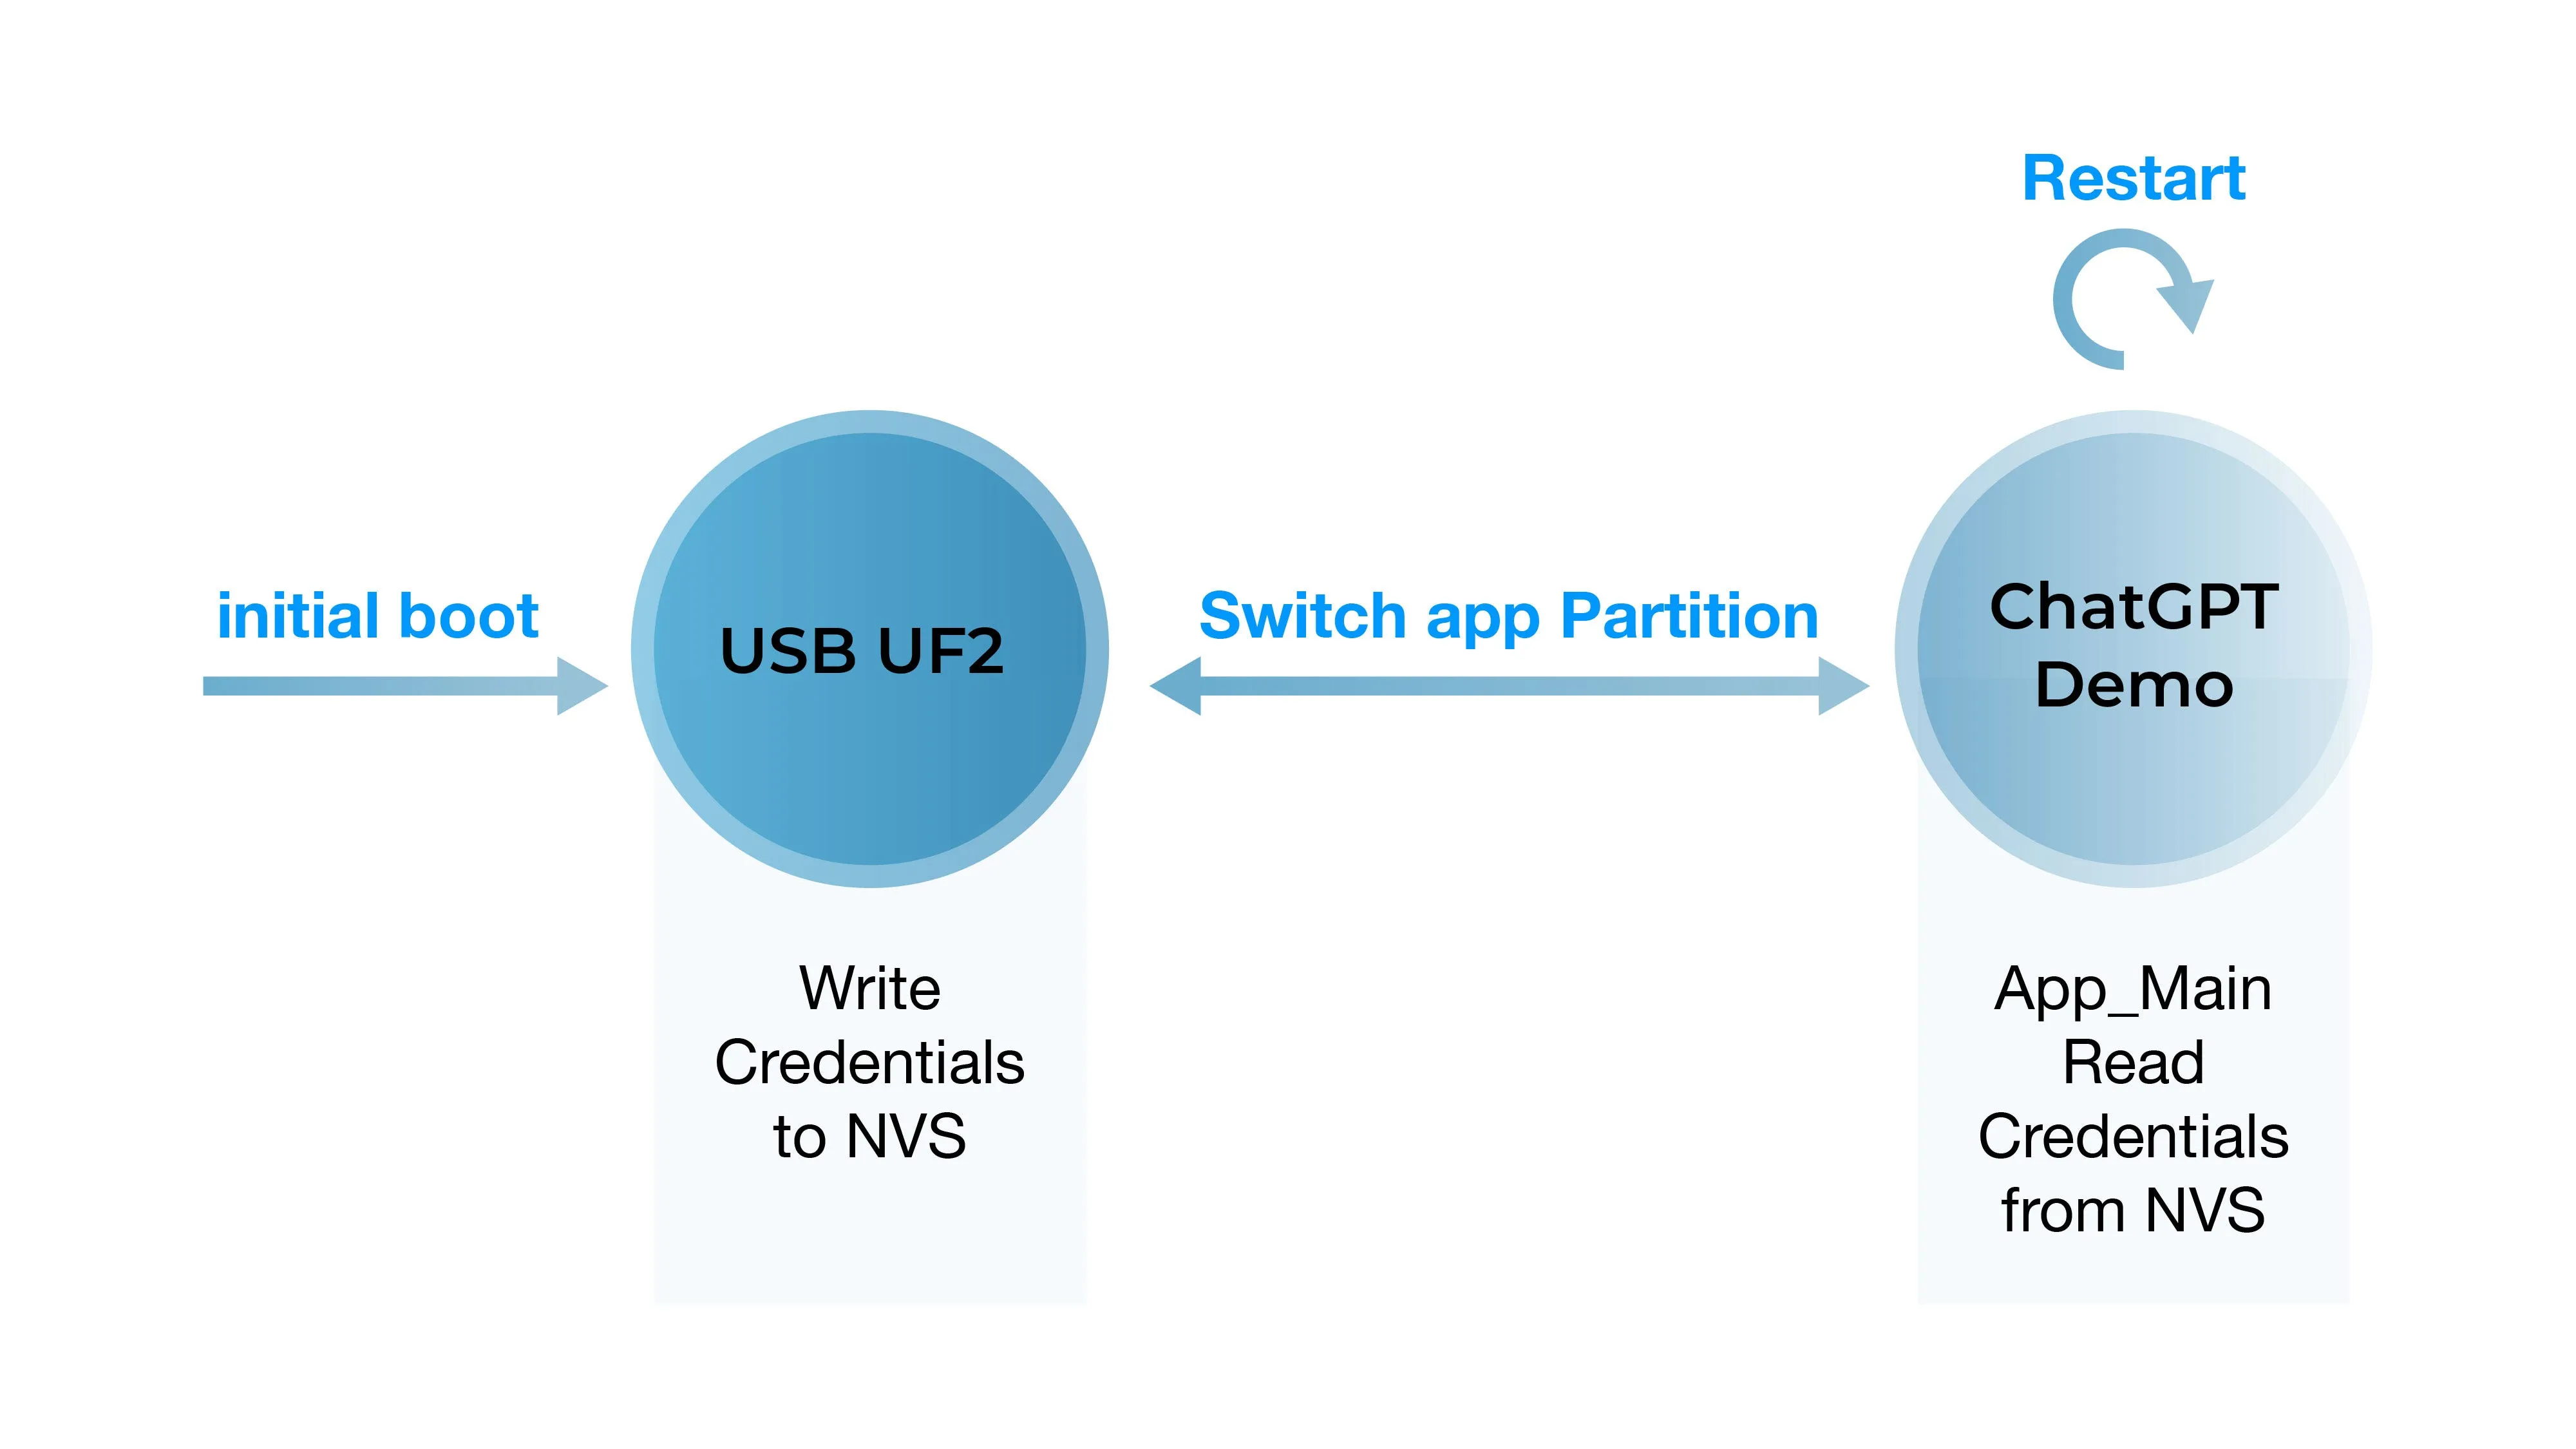 Restart
initial boot
USB UF2
Switch app Partition
ChatGPT
Demo
Write
Credentials
to NVS
App_Main
Read
Credentials
from NVS